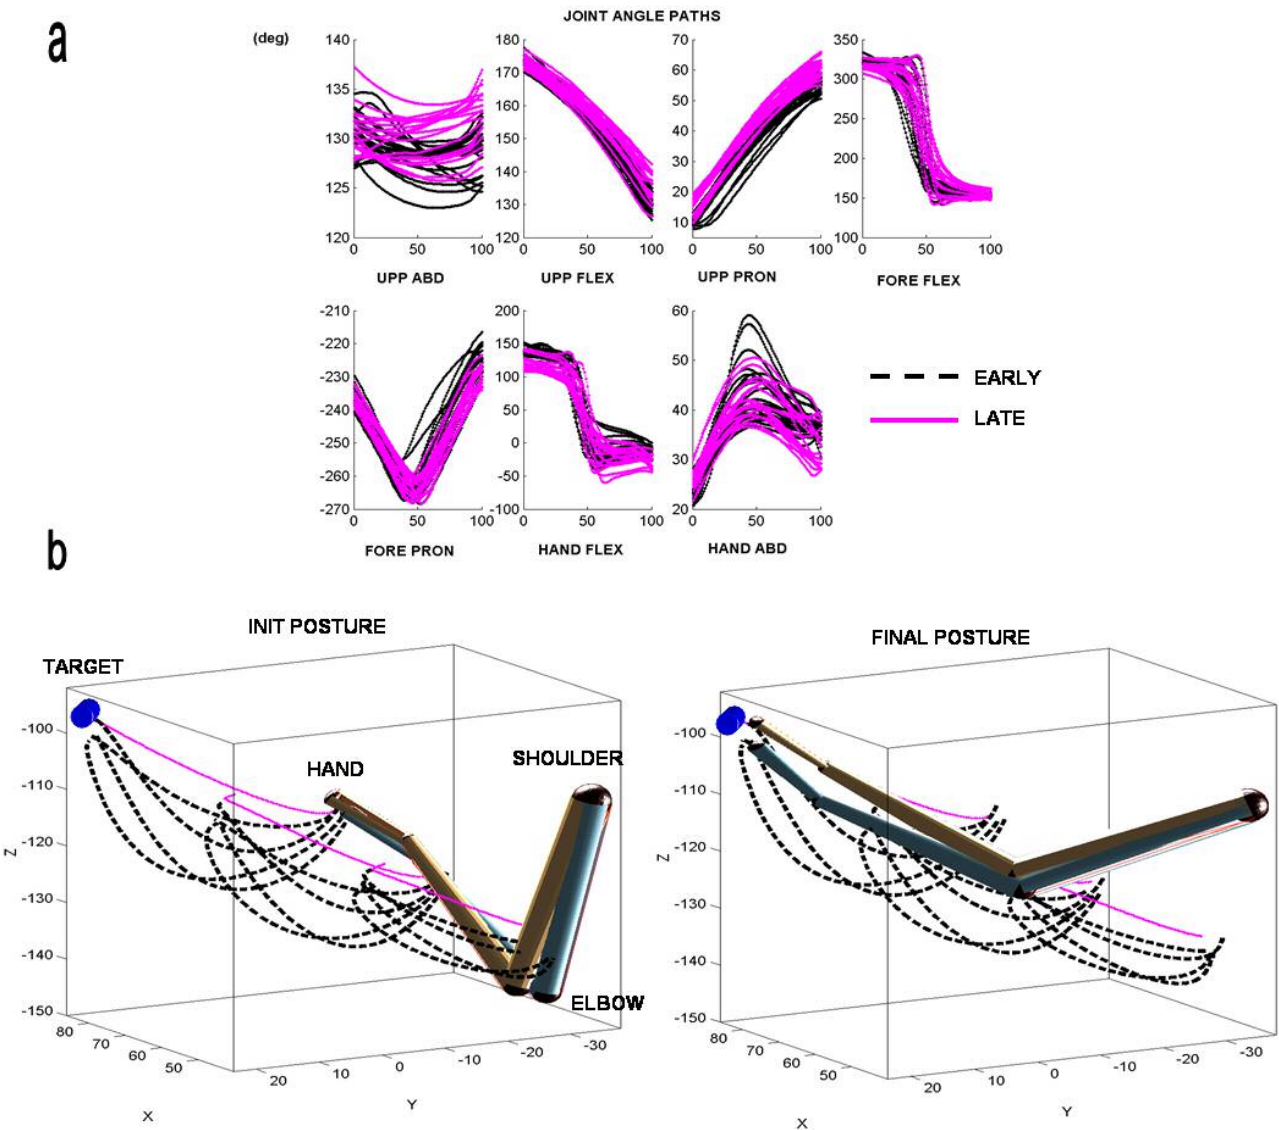 a
JOINT ANGLE PATHS
(deg)
140
135
130
125
120
0 50 100
UPP ABD
180
170
160
150
140
130
120
0 50 100
UPP FLEX
70
60
50
40
30
20
10
0 50 100
UPP PRON
350
300
250
200
150
100
0 50 100
FORE FLEX
-210
-220
-230
-240
-250
-260
-270
0 50 100
FORE PRON
200
150
100
50
0
-50
-100
0 50 100
HAND FLEX
60
50
40
30
20
0 50 100
HAND ABD
EARLY
LATE
b
INIT POSTURE
TARGET
HAND
SHOULDER
ELBOW
-100
-110
-120
-130
-140
-150
Z
80 70 60 50
X
20 10 0 -10 -20 -30
Y
FINAL POSTURE
-100
-110
-120
-130
-140
-150
Z
80 70 60 50
X
20 10 0 -10 -20 -30
Y